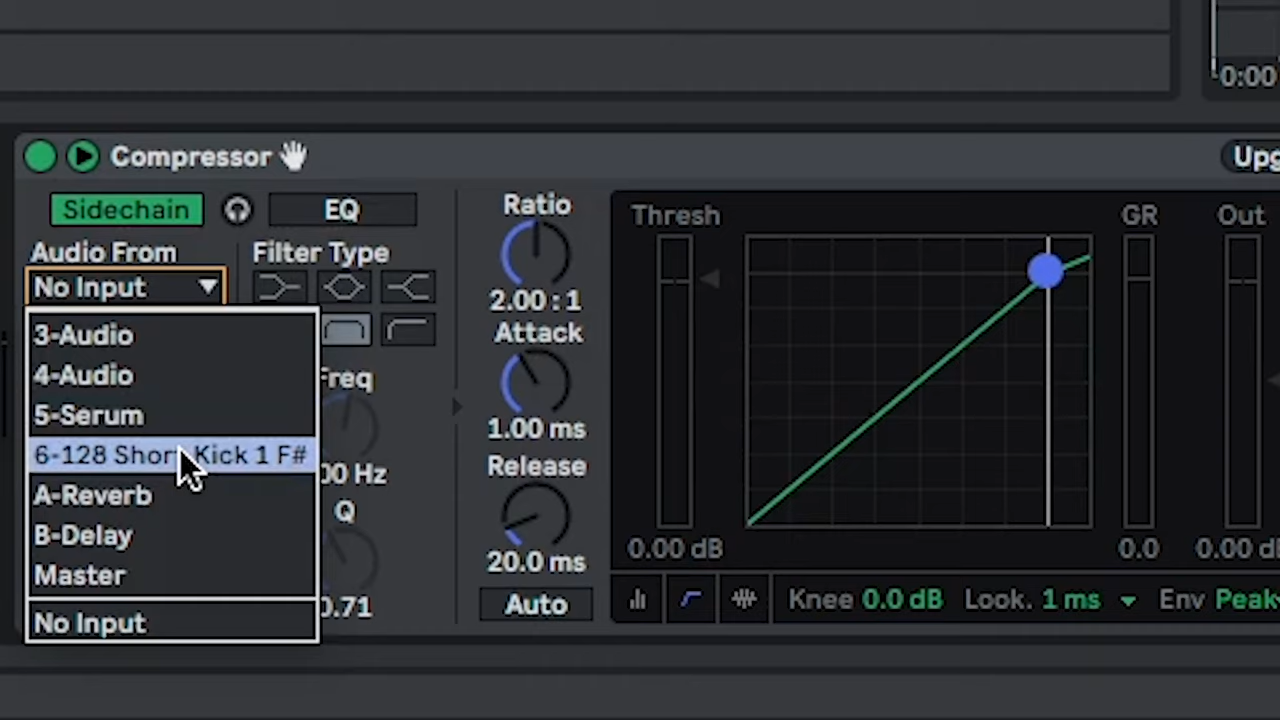 0:00
Compressor
Upg
Sidechain
EQ
Audio From
Filter Type
No Input
3-Audio
4-Audio
5-Serum
6-128 Short Kick 1 F#
A-Reverb
B-Delay
Master
No Input
Freq
00 Hz
Q
0.71
Ratio
2.00 : 1
Attack
1.00 ms
Release
20.0 ms
Auto
Thresh
0.00 dB
GR
0.0
Out
0.00 dB
Knee 0.0 dB
Look. 1 ms
Env Peak